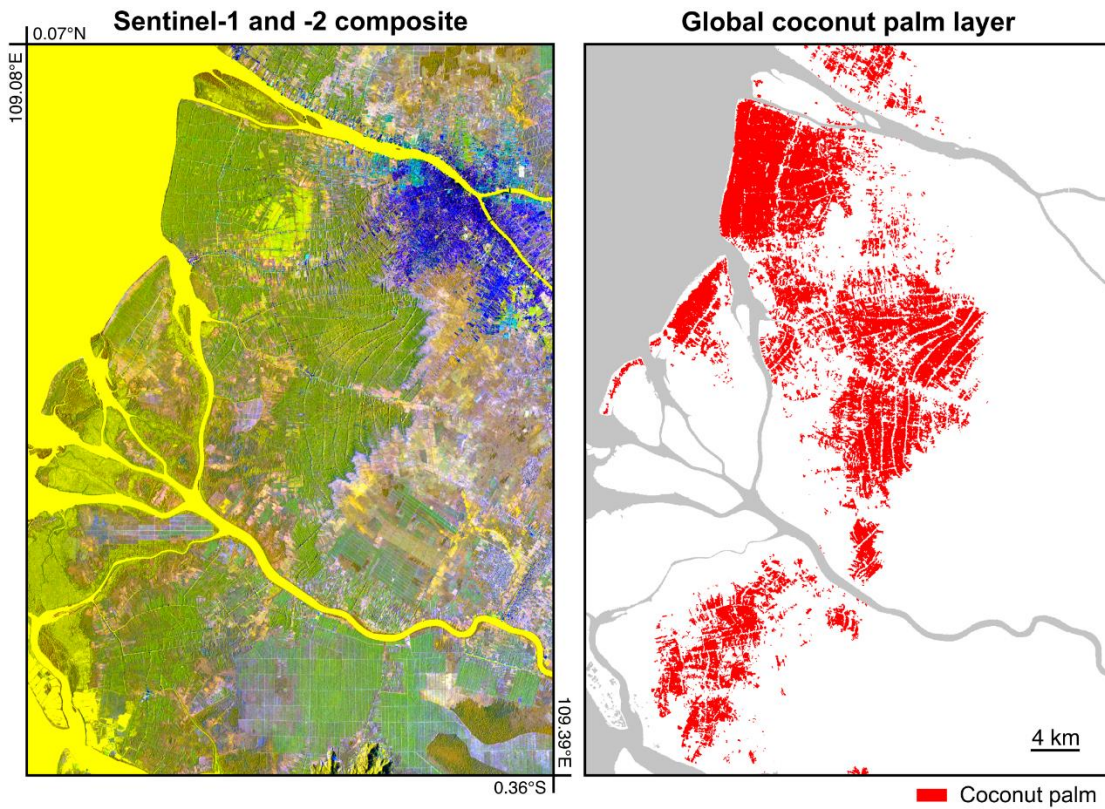 Sentinel-1 and -2 composite
Global coconut palm layer
0.07°N
109.08°E
109.39°E
0.36°S
4 km
Coconut palm